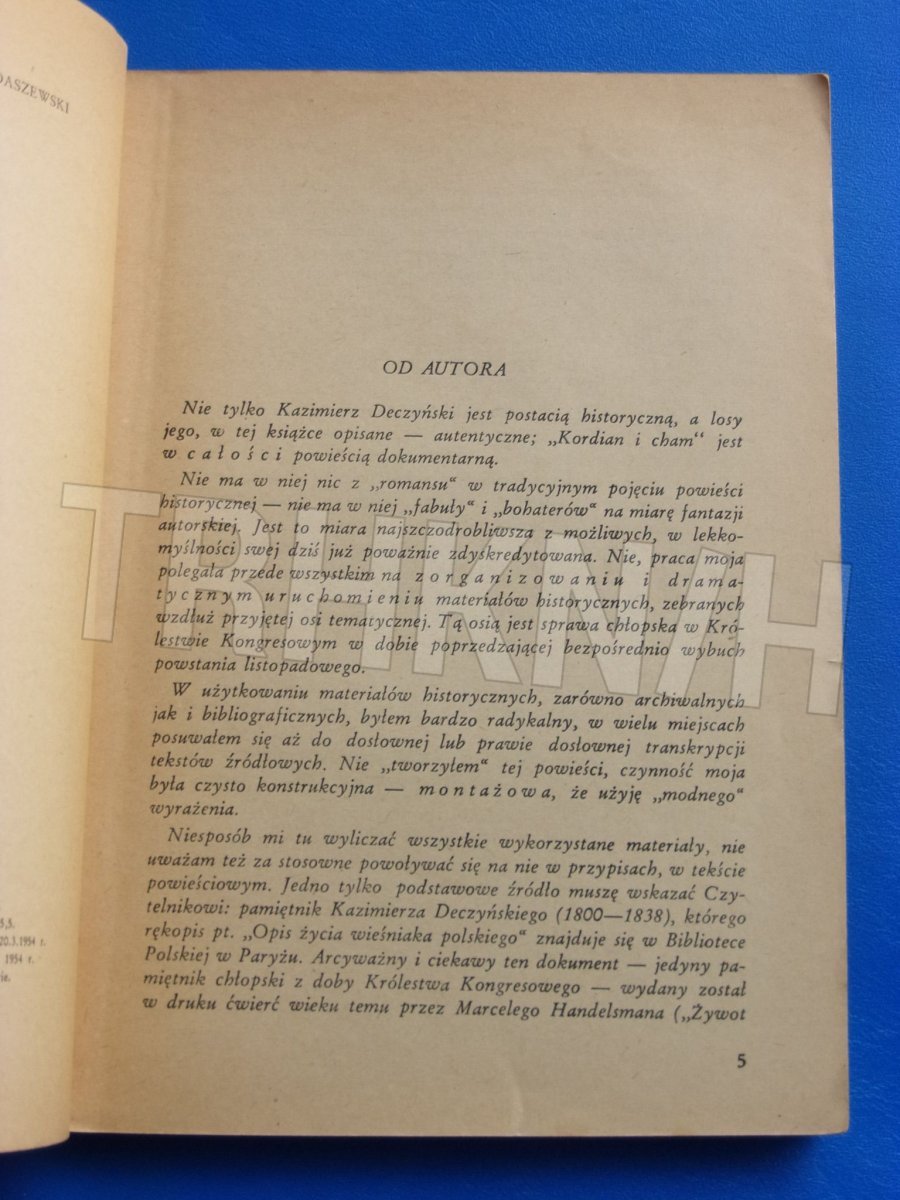 DASZEWSKI
5,5.
20.3.1954 r.
1954 r.
ie.
OD AUTORA
Nie tylko Kazimierz Deczyński jest postacią historyczną, a losy
jego, w tej książce opisane — autentyczne; „Kordian i cham“ jest
w całości powieścią dokumentarną.
Nie ma w niej nic z „romansu“ w tradycyjnym pojęciu powieści
historycznej — nie ma w niej „fabuły“ i „bohaterów“ na miarę fantazji
autorskiej. Jest to miara najszczodrobliwsza z możliwych, w lekko-
myślności swej dziś już poważnie zdyskredytowana. Nie, praca moja
polegała przede wszystkim na zorganizowaniu i drama-
tycznym uruchomieniu materiałów historycznych, zebranych
wzdłuż przyjętej osi tematycznej. Tą osią jest sprawa chłopska w Kró-
lestwie Kongresowym w dobie poprzedzającej bezpośrednio wybuch
powstania listopadowego.
W użytkowaniu materiałów historycznych, zarówno archiwalnych
jak i bibliograficznych, byłem bardzo radykalny, w wielu miejscach
posuwałem się aż do dosłownej lub prawie dosłownej transkrypcji
tekstów źródłowych. Nie „tworzyłem“ tej powieści, czynność moja
była czysto konstrukcyjna — montażowa, że użyję „modnego“
wyrażenia.
Niesposób mi tu wyliczać wszystkie wykorzystane materiały, nie
uważam też za stosowne powoływać się na nie w przypisach, w tekście
powieściowym. Jedno tylko podstawowe źródło muszę wskazać Czy-
telnikowi: pamiętnik Kazimierza Deczyńskiego (1800—1838), którego
rękopis pt. „Opis życia wieśniaka polskiego“ znajduje się w Bibliotece
Polskiej w Paryżu. Arcyważny i ciekawy ten dokument — jedyny pa-
miętnik chłopski z doby Królestwa Kongresowego — wydany został
w druku ćwierć wieku temu przez Marcelego Handelsmana („Żywot
5